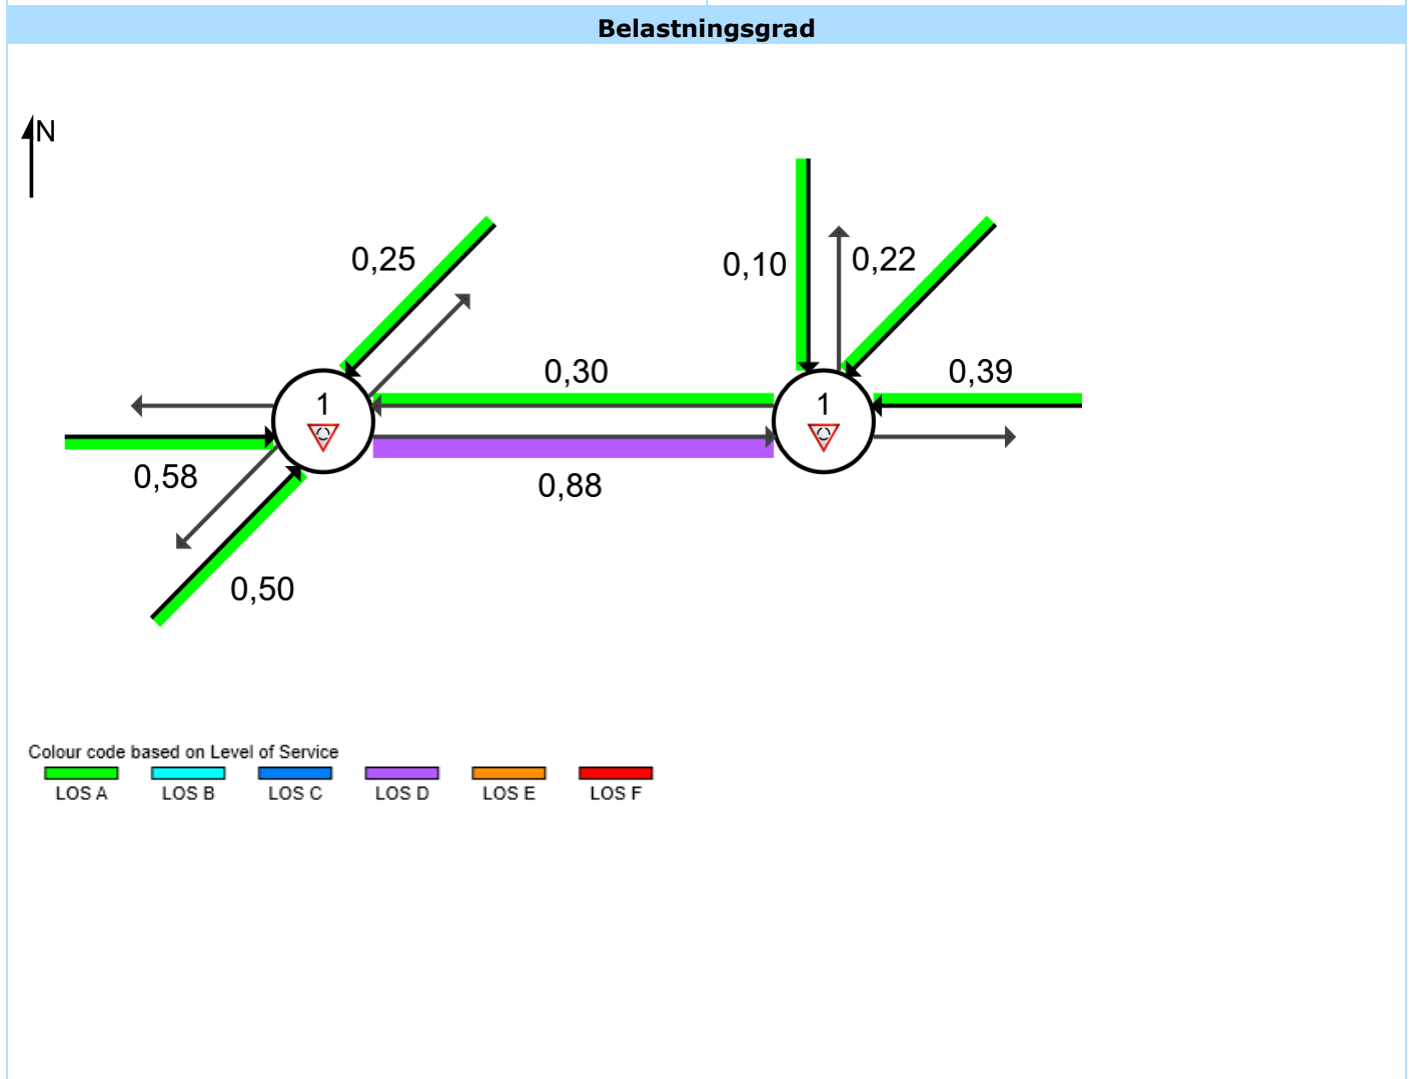 Belastningsgrad
N
0,25
0,10
0,22
0,30
0,39
1
1
0,58
0,88
0,50
Colour code based on Level of Service
LOS A LOS B LOS C LOS D LOS E LOS F